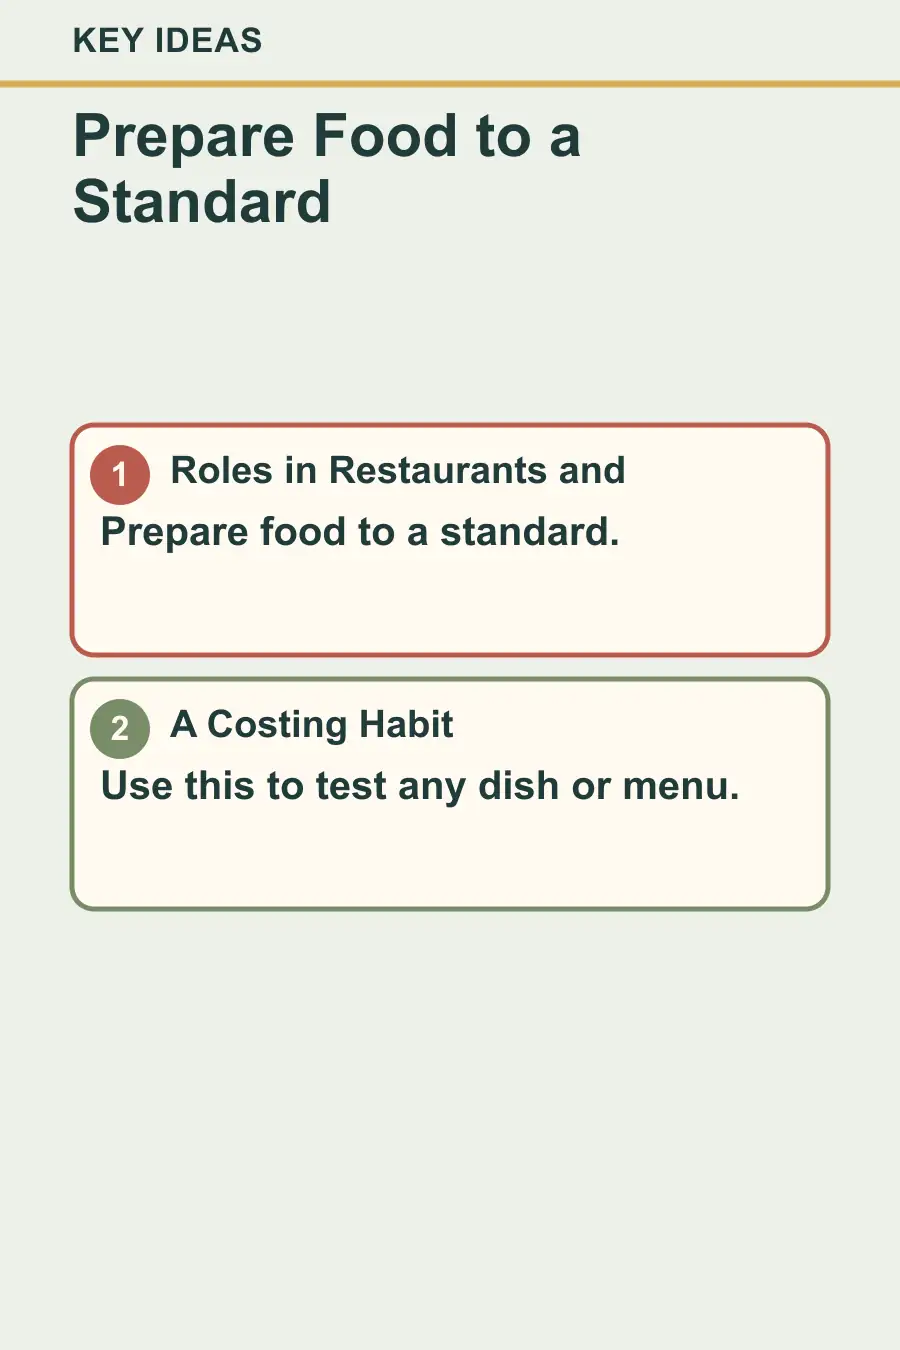 KEY IDEAS
Prepare Food to a
Standard
1 Roles in Restaurants and
Prepare food to a standard.
2 A Costing Habit
Use this to test any dish or menu.